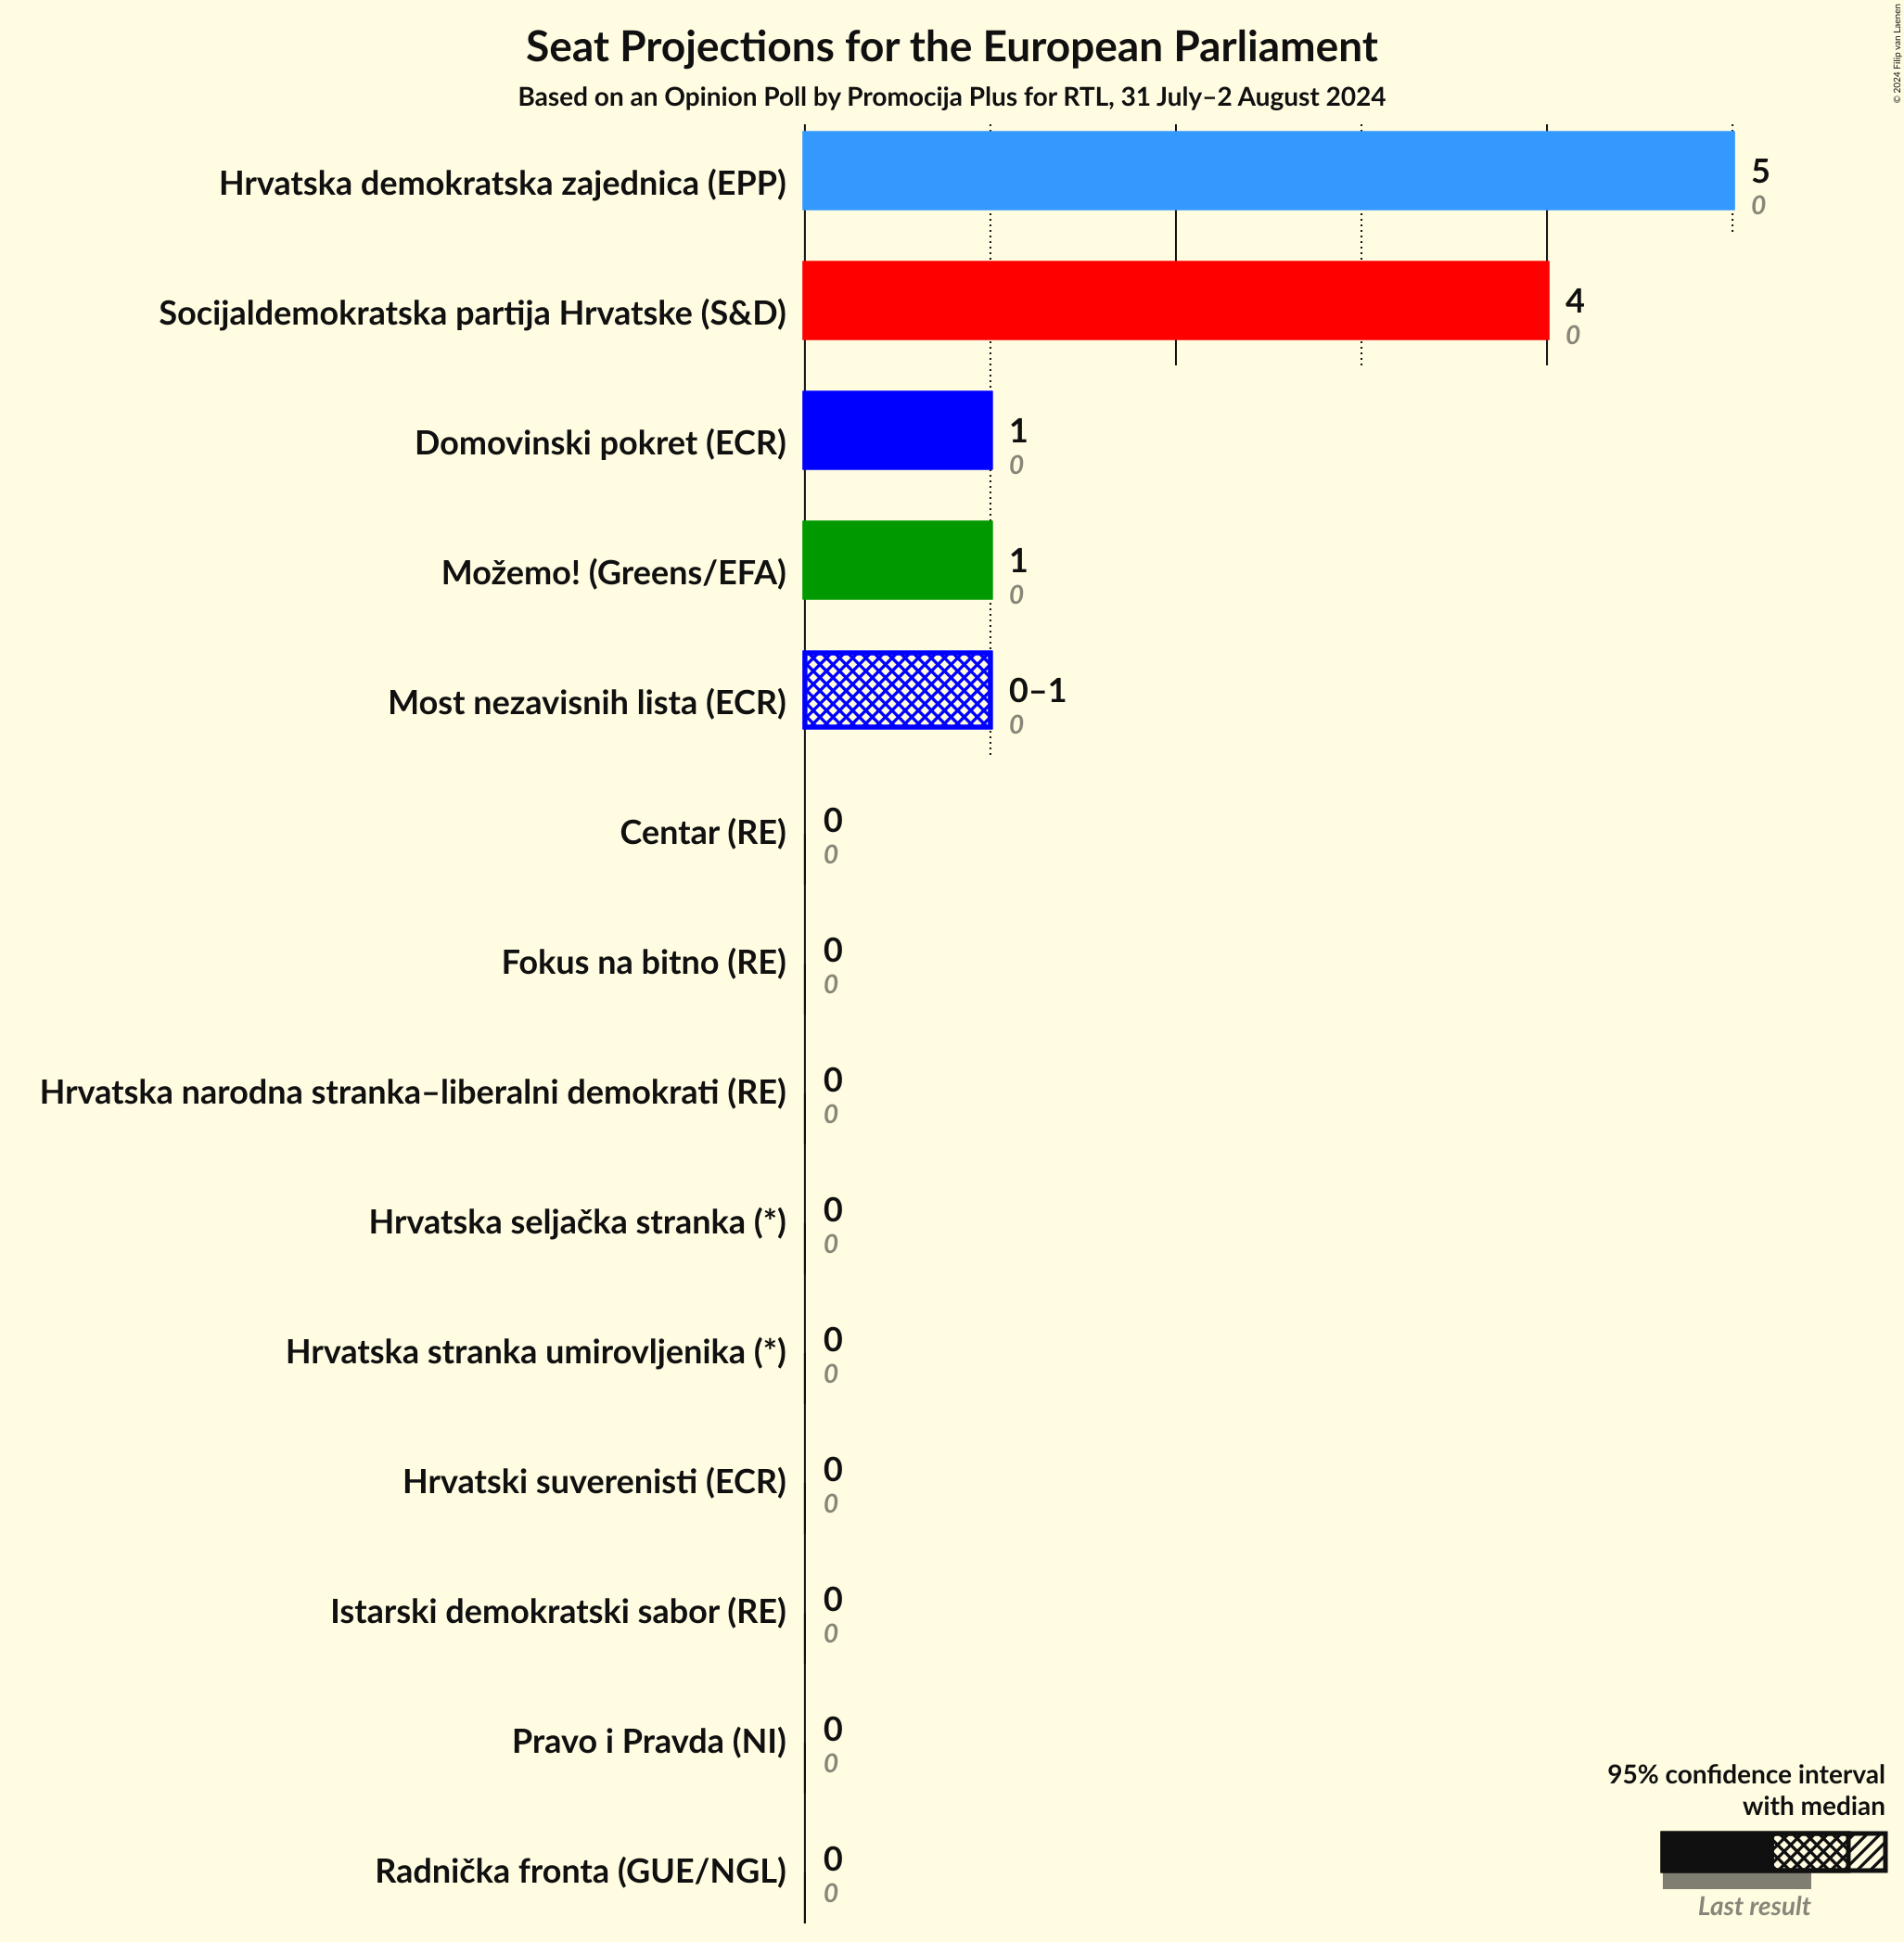 Seat Projections for the European Parliament
Based on an Opinion Poll by Promocija Plus for RTL, 31 July–2 August 2024
© 2024 Filip van Laenen
Hrvatska demokratska zajednica (EPP)
5
0
Socijaldemokratska partija Hrvatske (S&D)
4
0
Domovinski pokret (ECR)
1
0
Možemo! (Greens/EFA)
1
0
Most nezavisnih lista (ECR)
0–1
0
Centar (RE)
0
0
Fokus na bitno (RE)
0
0
Hrvatska narodna stranka–liberalni demokrati (RE)
0
0
Hrvatska seljačka stranka (*)
0
0
Hrvatska stranka umirovljenika (*)
0
0
Hrvatski suverenisti (ECR)
0
0
Istarski demokratski sabor (RE)
0
0
Pravo i Pravda (NI)
0
0
Radnička fronta (GUE/NGL)
0
0
95% confidence interval
with median
Last result